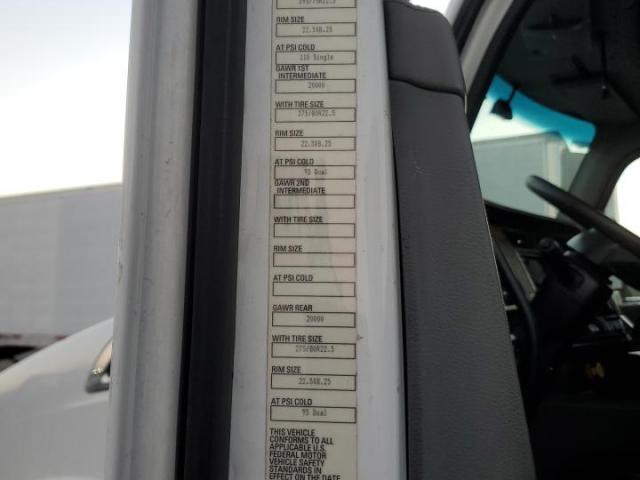 RIM SIZE
22.5X8.25
AT PSI COLD
110 Single
GAWR 1ST
INTERMEDIATE
20000
WITH TIRE SIZE
275/80R22.5
RIM SIZE
22.5X8.25
AT PSI COLD
95 Dual
GAWR 2ND
INTERMEDIATE
WITH TIRE SIZE
RIM SIZE
AT PSI COLD
GAWR REAR
20000
WITH TIRE SIZE
275/80R22.5
RIM SIZE
22.5X8.25
AT PSI COLD
95 Dual
THIS VEHICLE
CONFORMS TO ALL
APPLICABLE U.S.
FEDERAL MOTOR
VEHICLE SAFETY
STANDARDS IN
EFFECT ON THE DATE